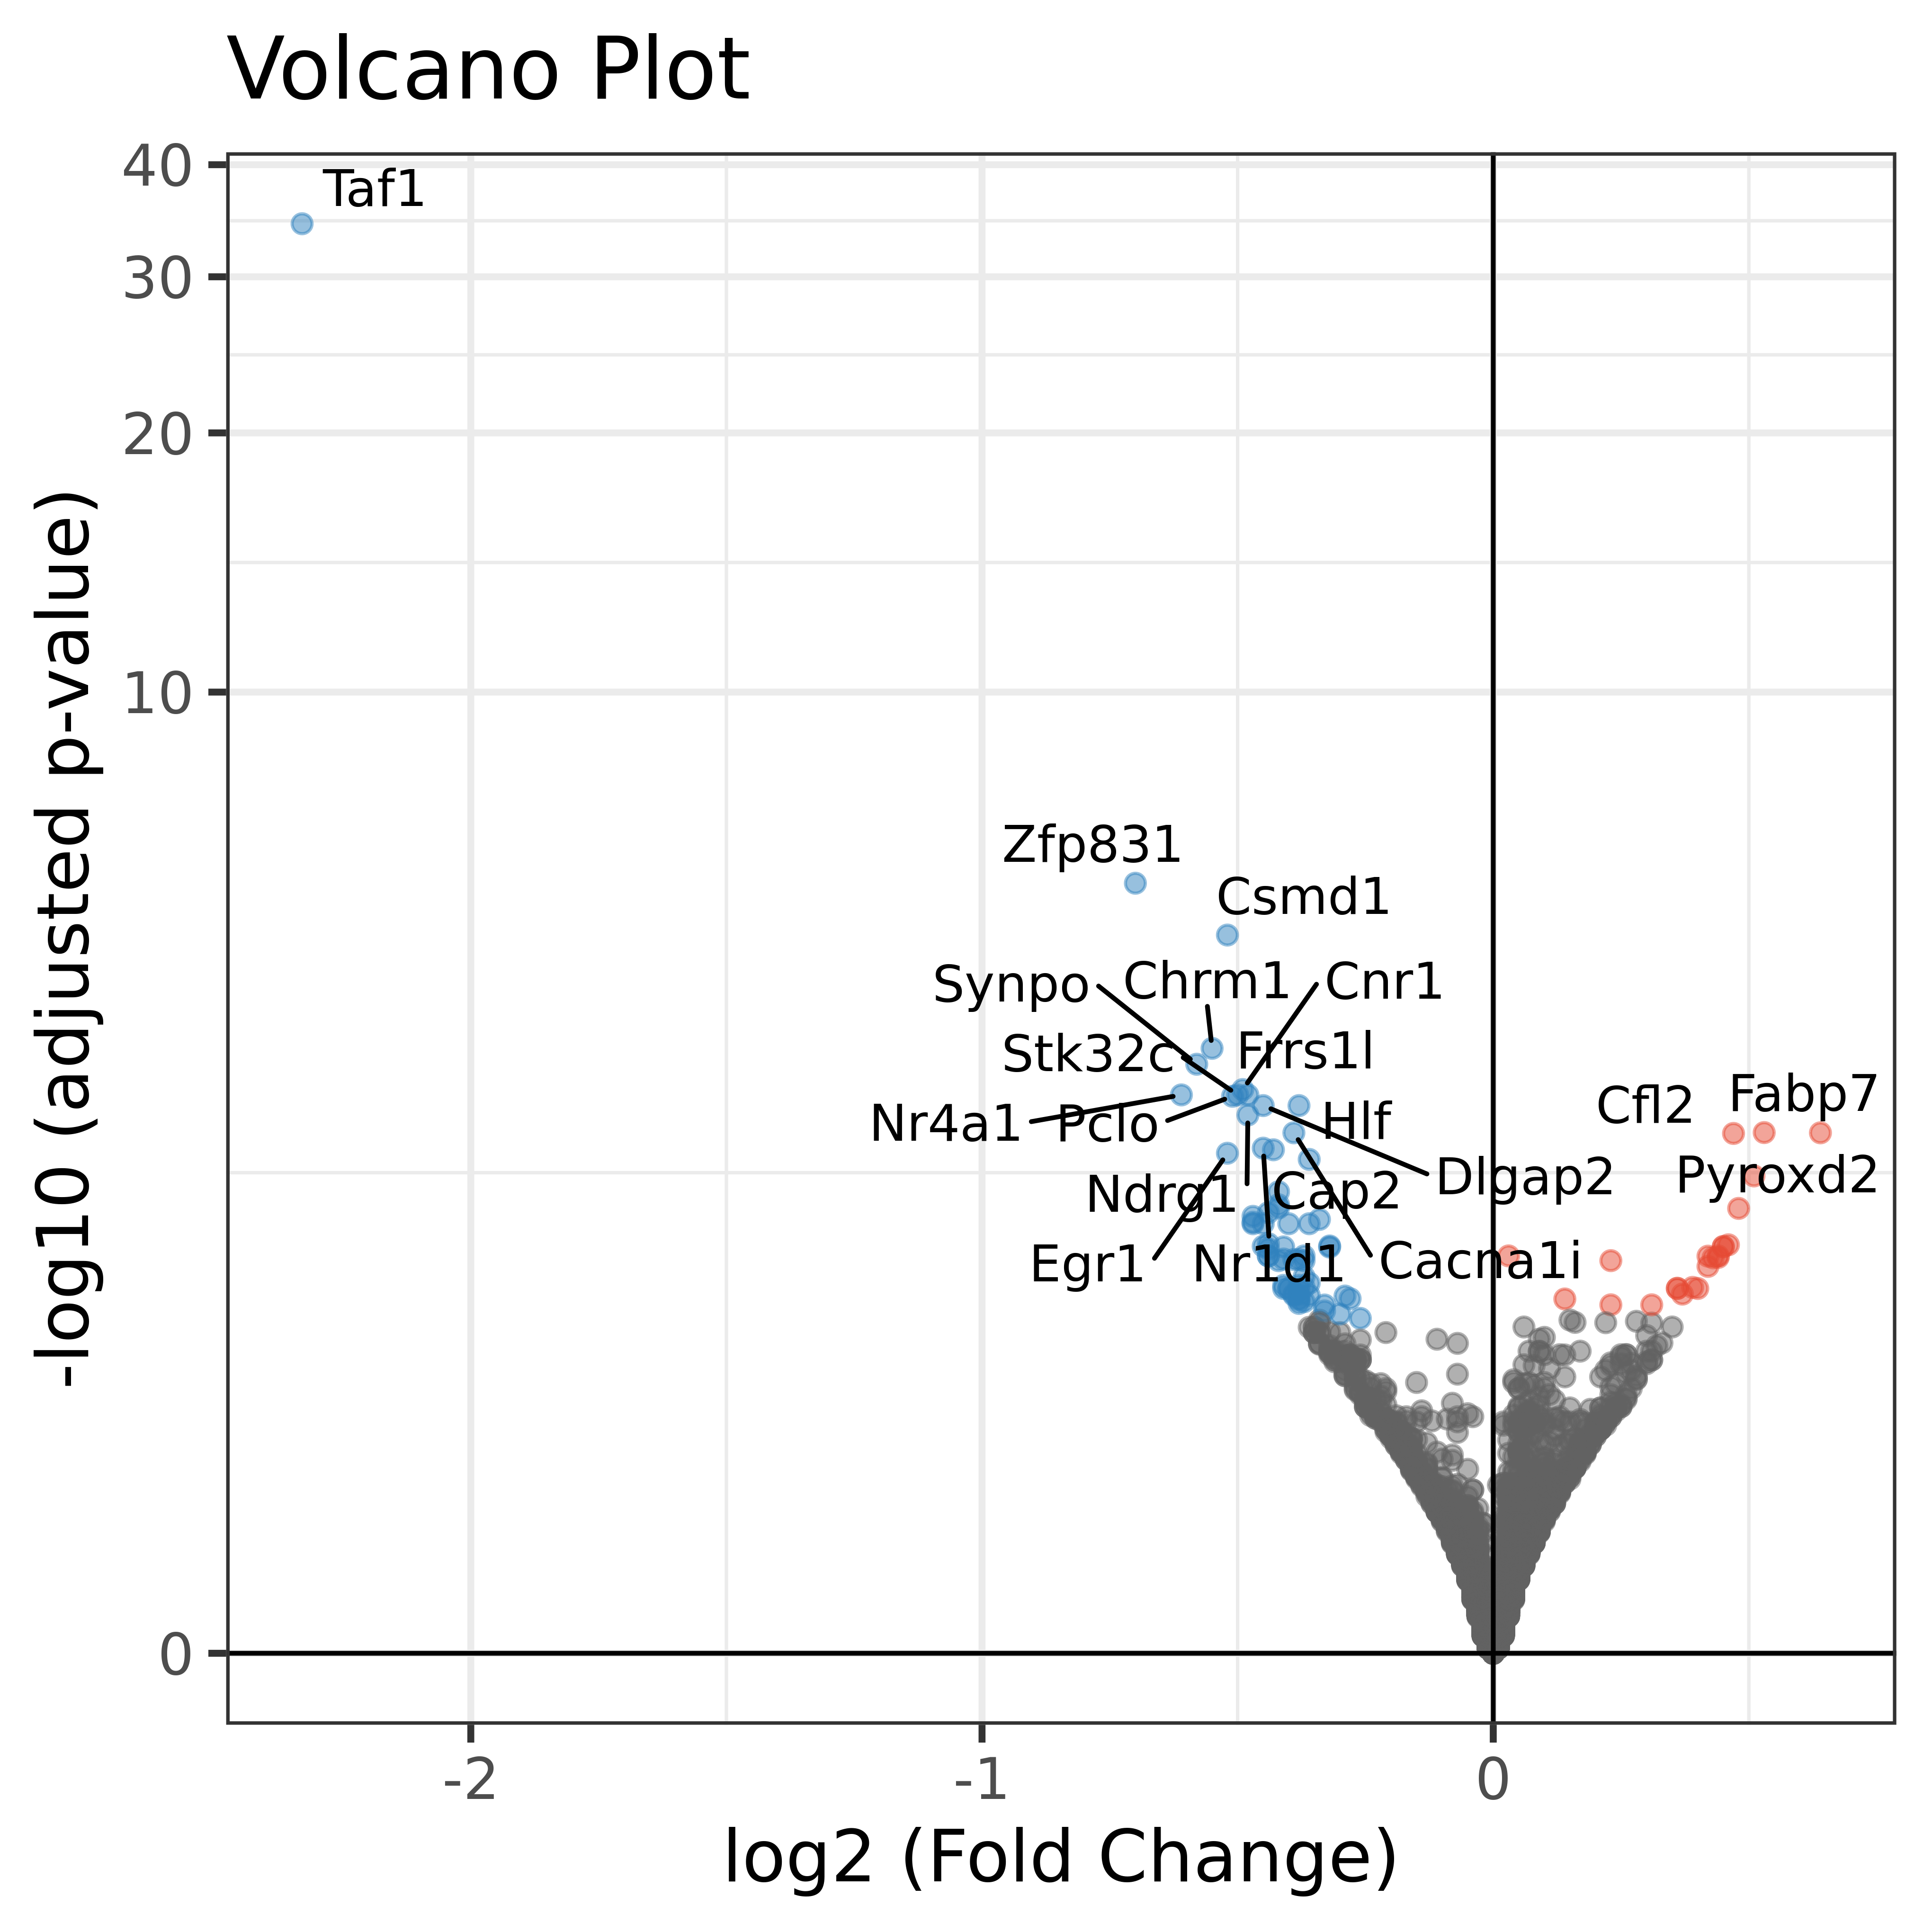 Volcano Plot
40
30
20
10
0
-log10 (adjusted p-value)
Taf1
Zfp831
Csmd1
Synpo
Chrm1
Cnr1
Stk32c
Frrs1l
Nr4a1
Pclo
Hlf
Cfl2
Fabp7
Pyroxd2
Ndrg1
Cap2
Dlgap2
Egr1
Nr1d1
Cacna1i
-2
-1
0
log2 (Fold Change)